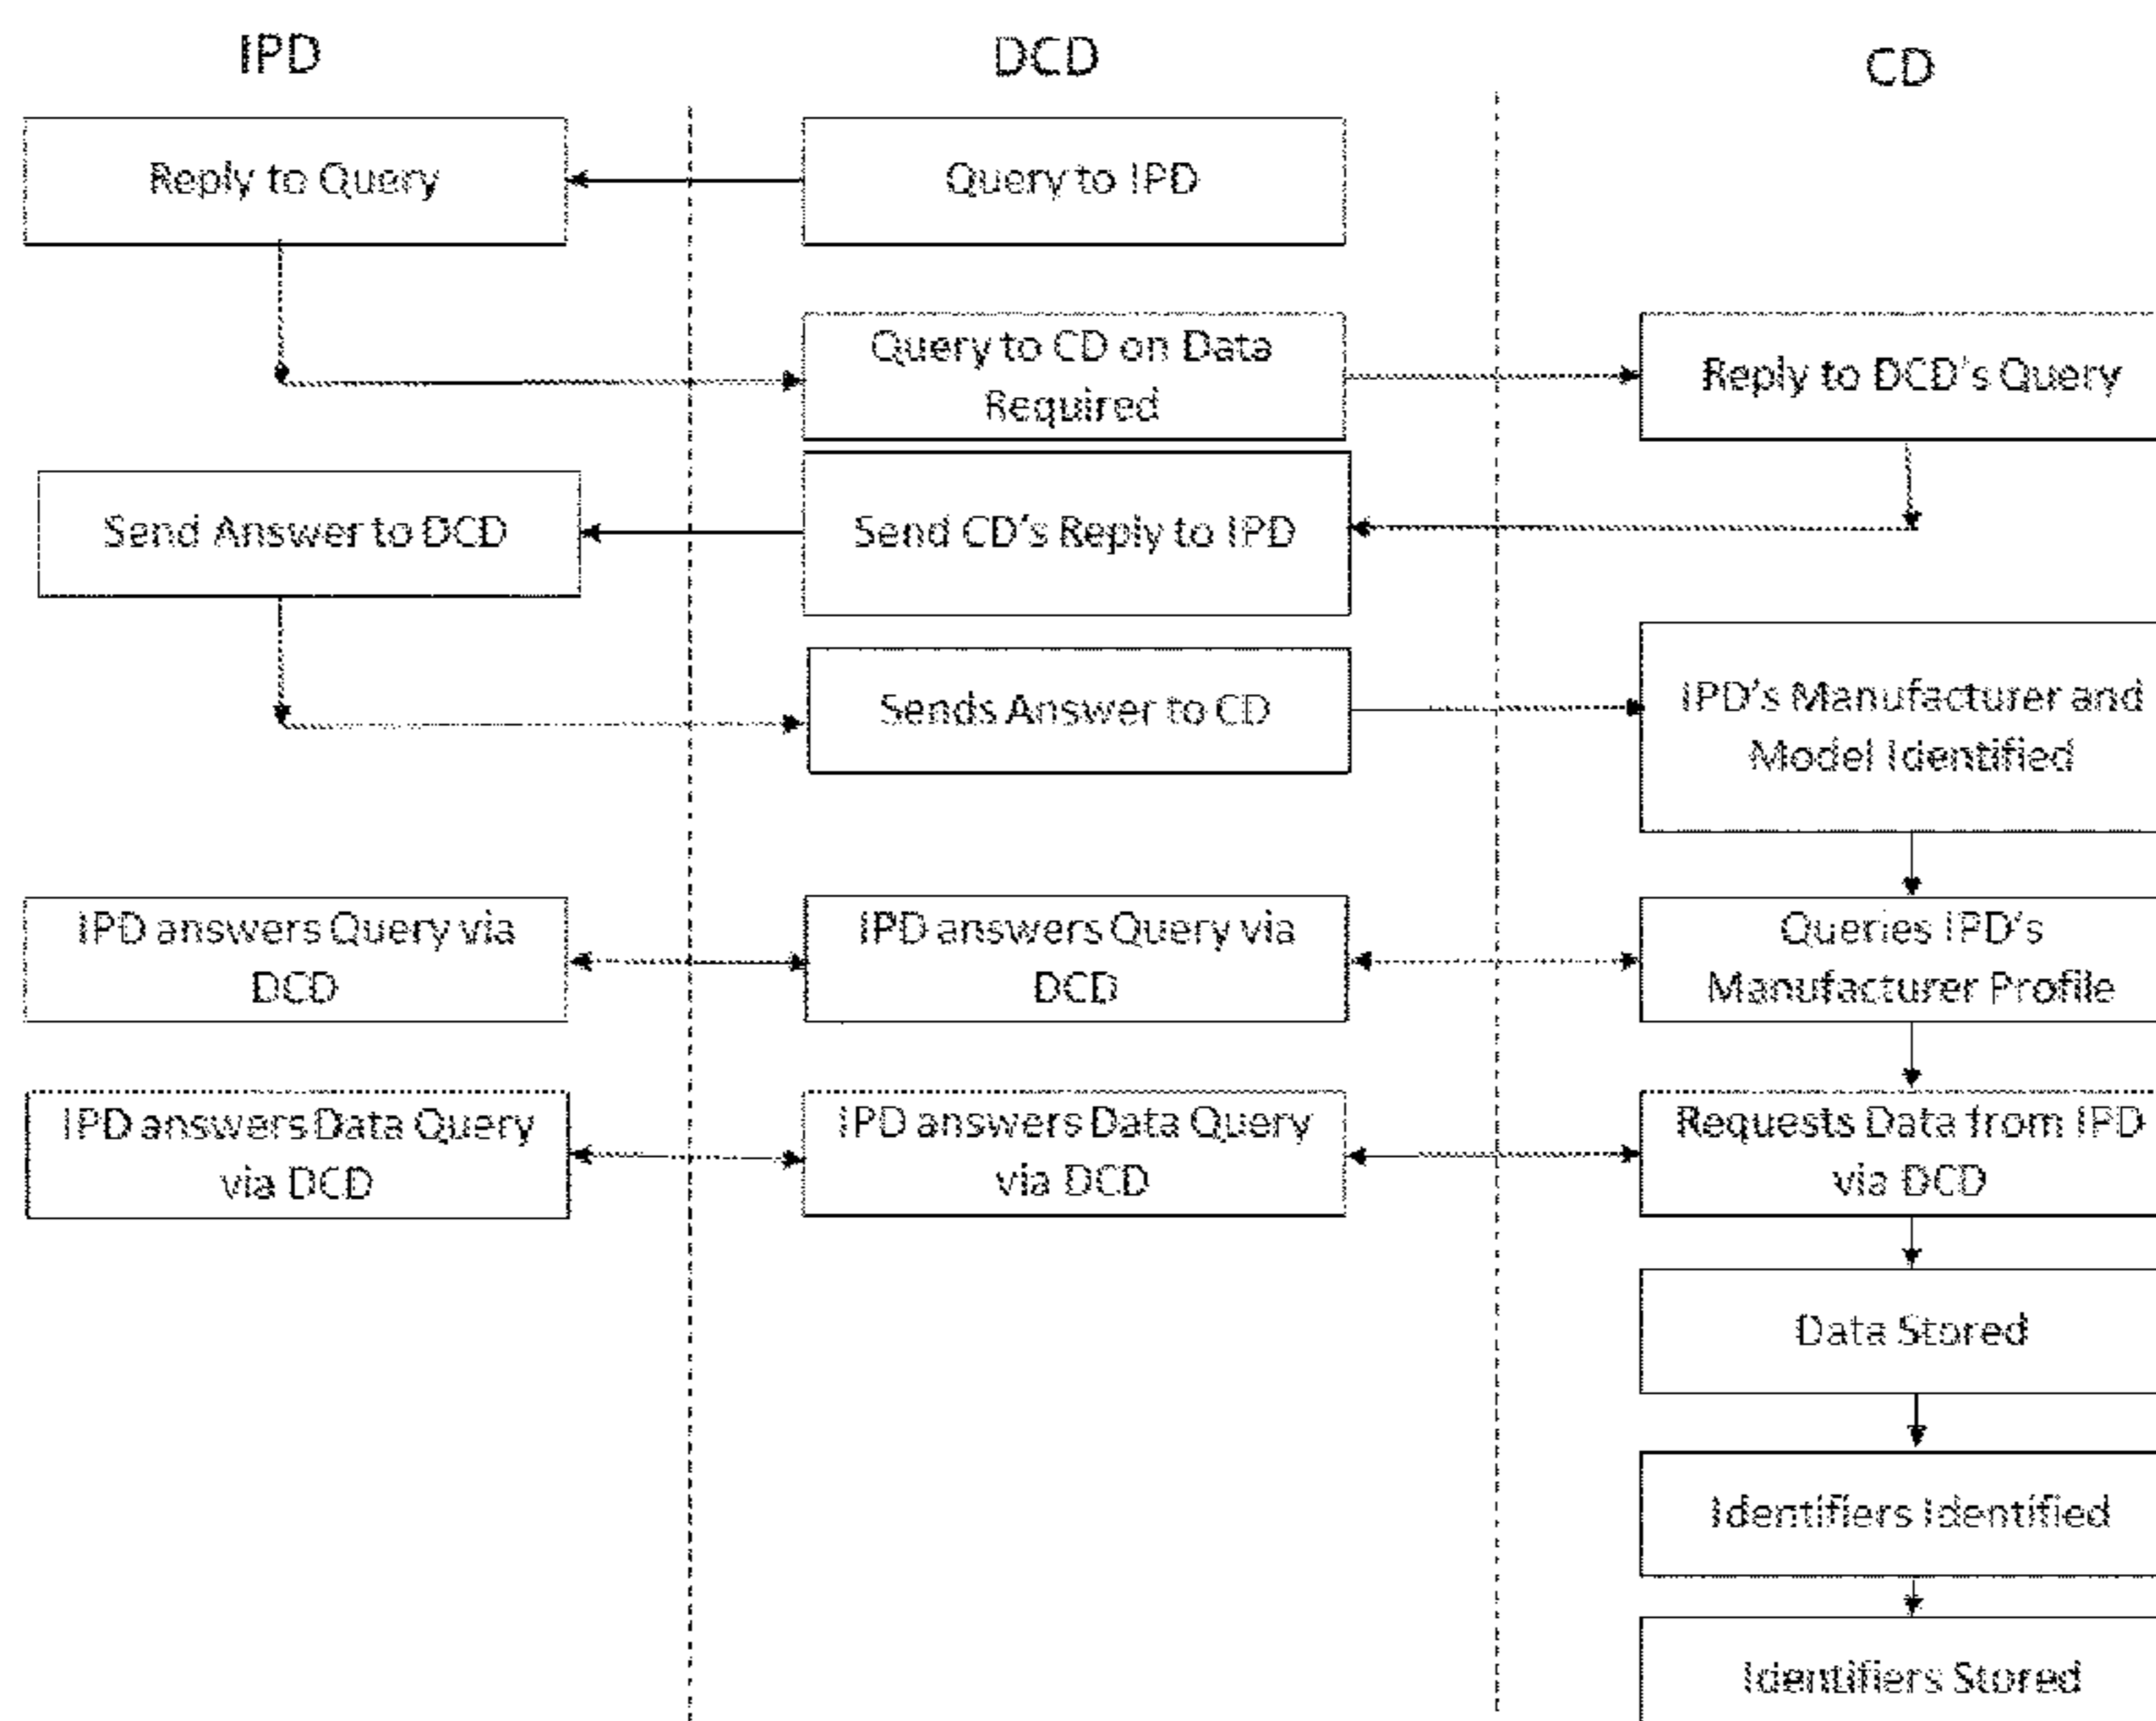 IPD
DCD
CD
Reply to Query
Query to IPD
Query to CD on Data
Required
Reply to DCD's Query
Send Answer to DCD
Send CD's Reply to IPD
Sends Answer to CD
IPD's Manufacturer and
Model Identified
IPD answers Query via
DCD
IPD answers Query via
DCD
Queries IPD's
Manufacturer Profile
IPD answers Data Query
via DCD
IPD answers Data Query
via DCD
Requests Data from IPD
via DCD
Data Stored
Identifiers Identified
Identifiers Stored